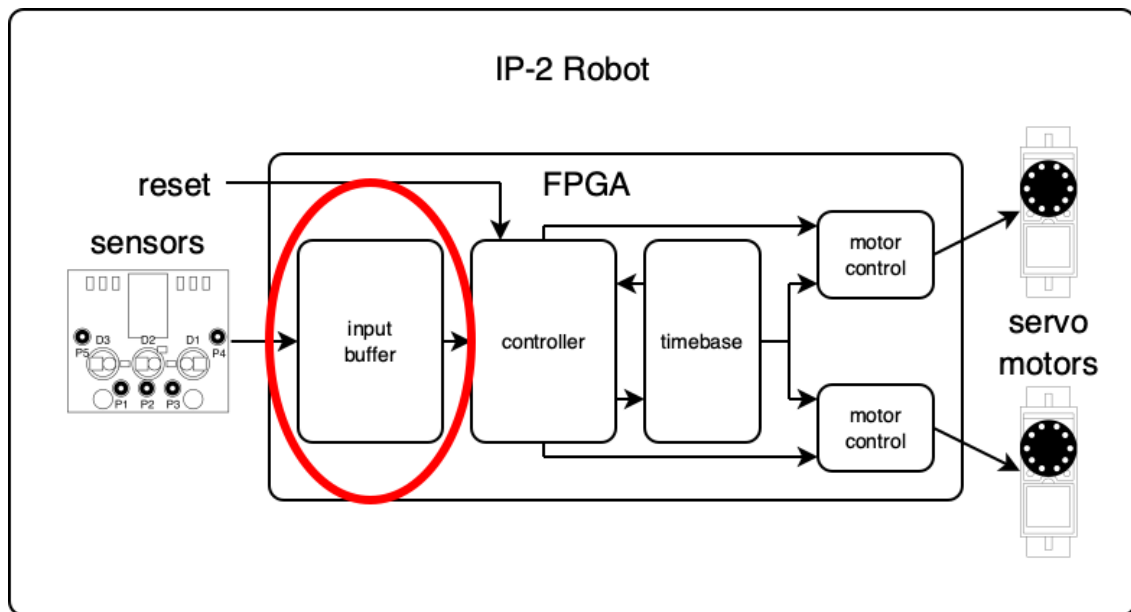 IP-2 Robot
reset
FPGA
sensors
D3
D2
D1
P5
P4
P1
P2
P3
input
buffer
controller
timebase
motor
control
motor
control
servo
motors